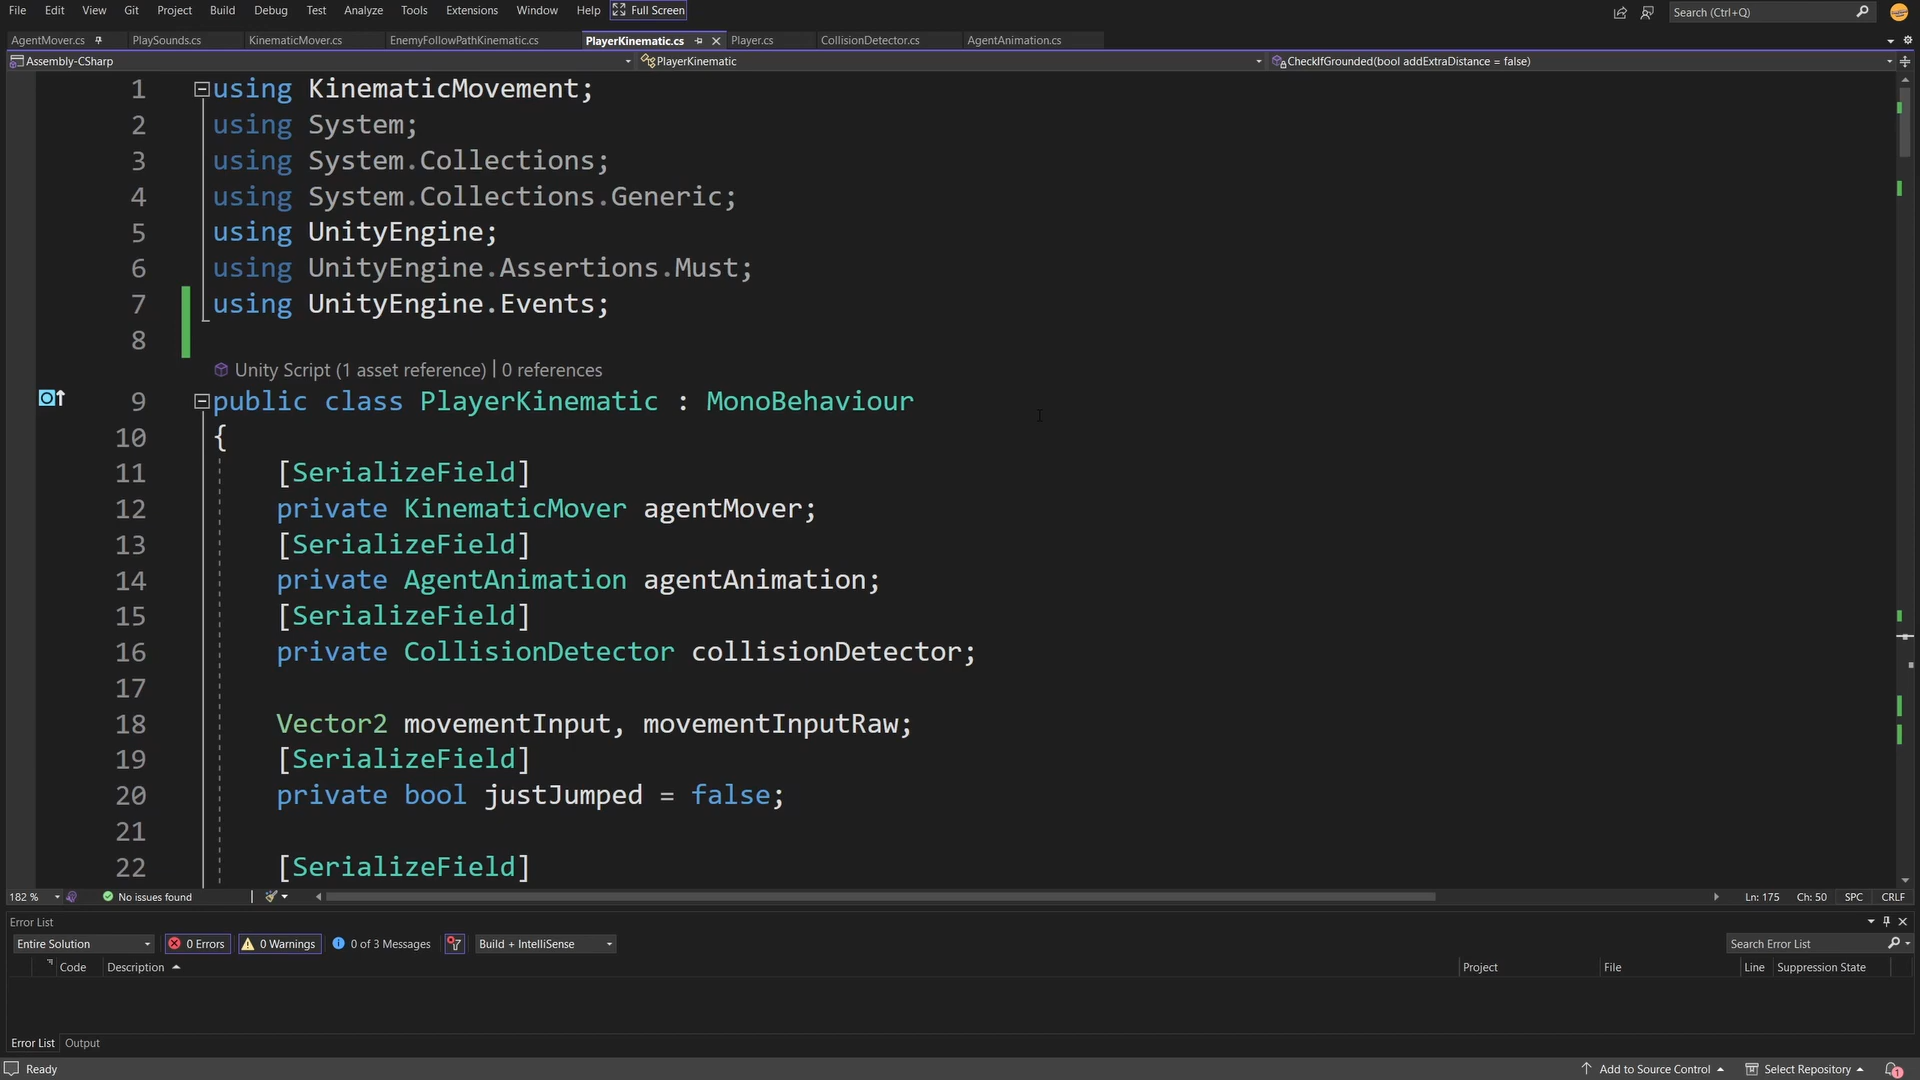 File Edit View Git Project Build Debug Test Analyze Tools Extensions Window Help Full Screen Search (Ctrl+Q)
AgentMover.cs PlaySounds.cs KinematicMover.cs EnemyFollowPathKinematic.cs PlayerKinematic.cs Player.cs CollisionDetector.cs AgentAnimation.cs
Assembly-CSharp PlayerKinematic CheckIfGrounded(bool addExtraDistance = false)
1 using KinematicMovement;
2 using System;
3 using System.Collections;
4 using System.Collections.Generic;
5 using UnityEngine;
6 using UnityEngine.Assertions.Must;
7 using UnityEngine.Events;
8
Unity Script (1 asset reference) | 0 references
9 public class PlayerKinematic : MonoBehaviour
10 {
11 [SerializeField]
12 private KinematicMover agentMover;
13 [SerializeField]
14 private AgentAnimation agentAnimation;
15 [SerializeField]
16 private CollisionDetector collisionDetector;
17
18 Vector2 movementInput, movementInputRaw;
19 [SerializeField]
20 private bool justJumped = false;
21
22 [SerializeField]
182 % No issues found Ln: 175 Ch: 50 SPC CRLF
Error List
Entire Solution 0 Errors 0 Warnings 0 of 3 Messages Build + IntelliSense Search Error List
Code Description Project File Line Suppression State
Error List Output
Ready Add to Source Control Select Repository 1